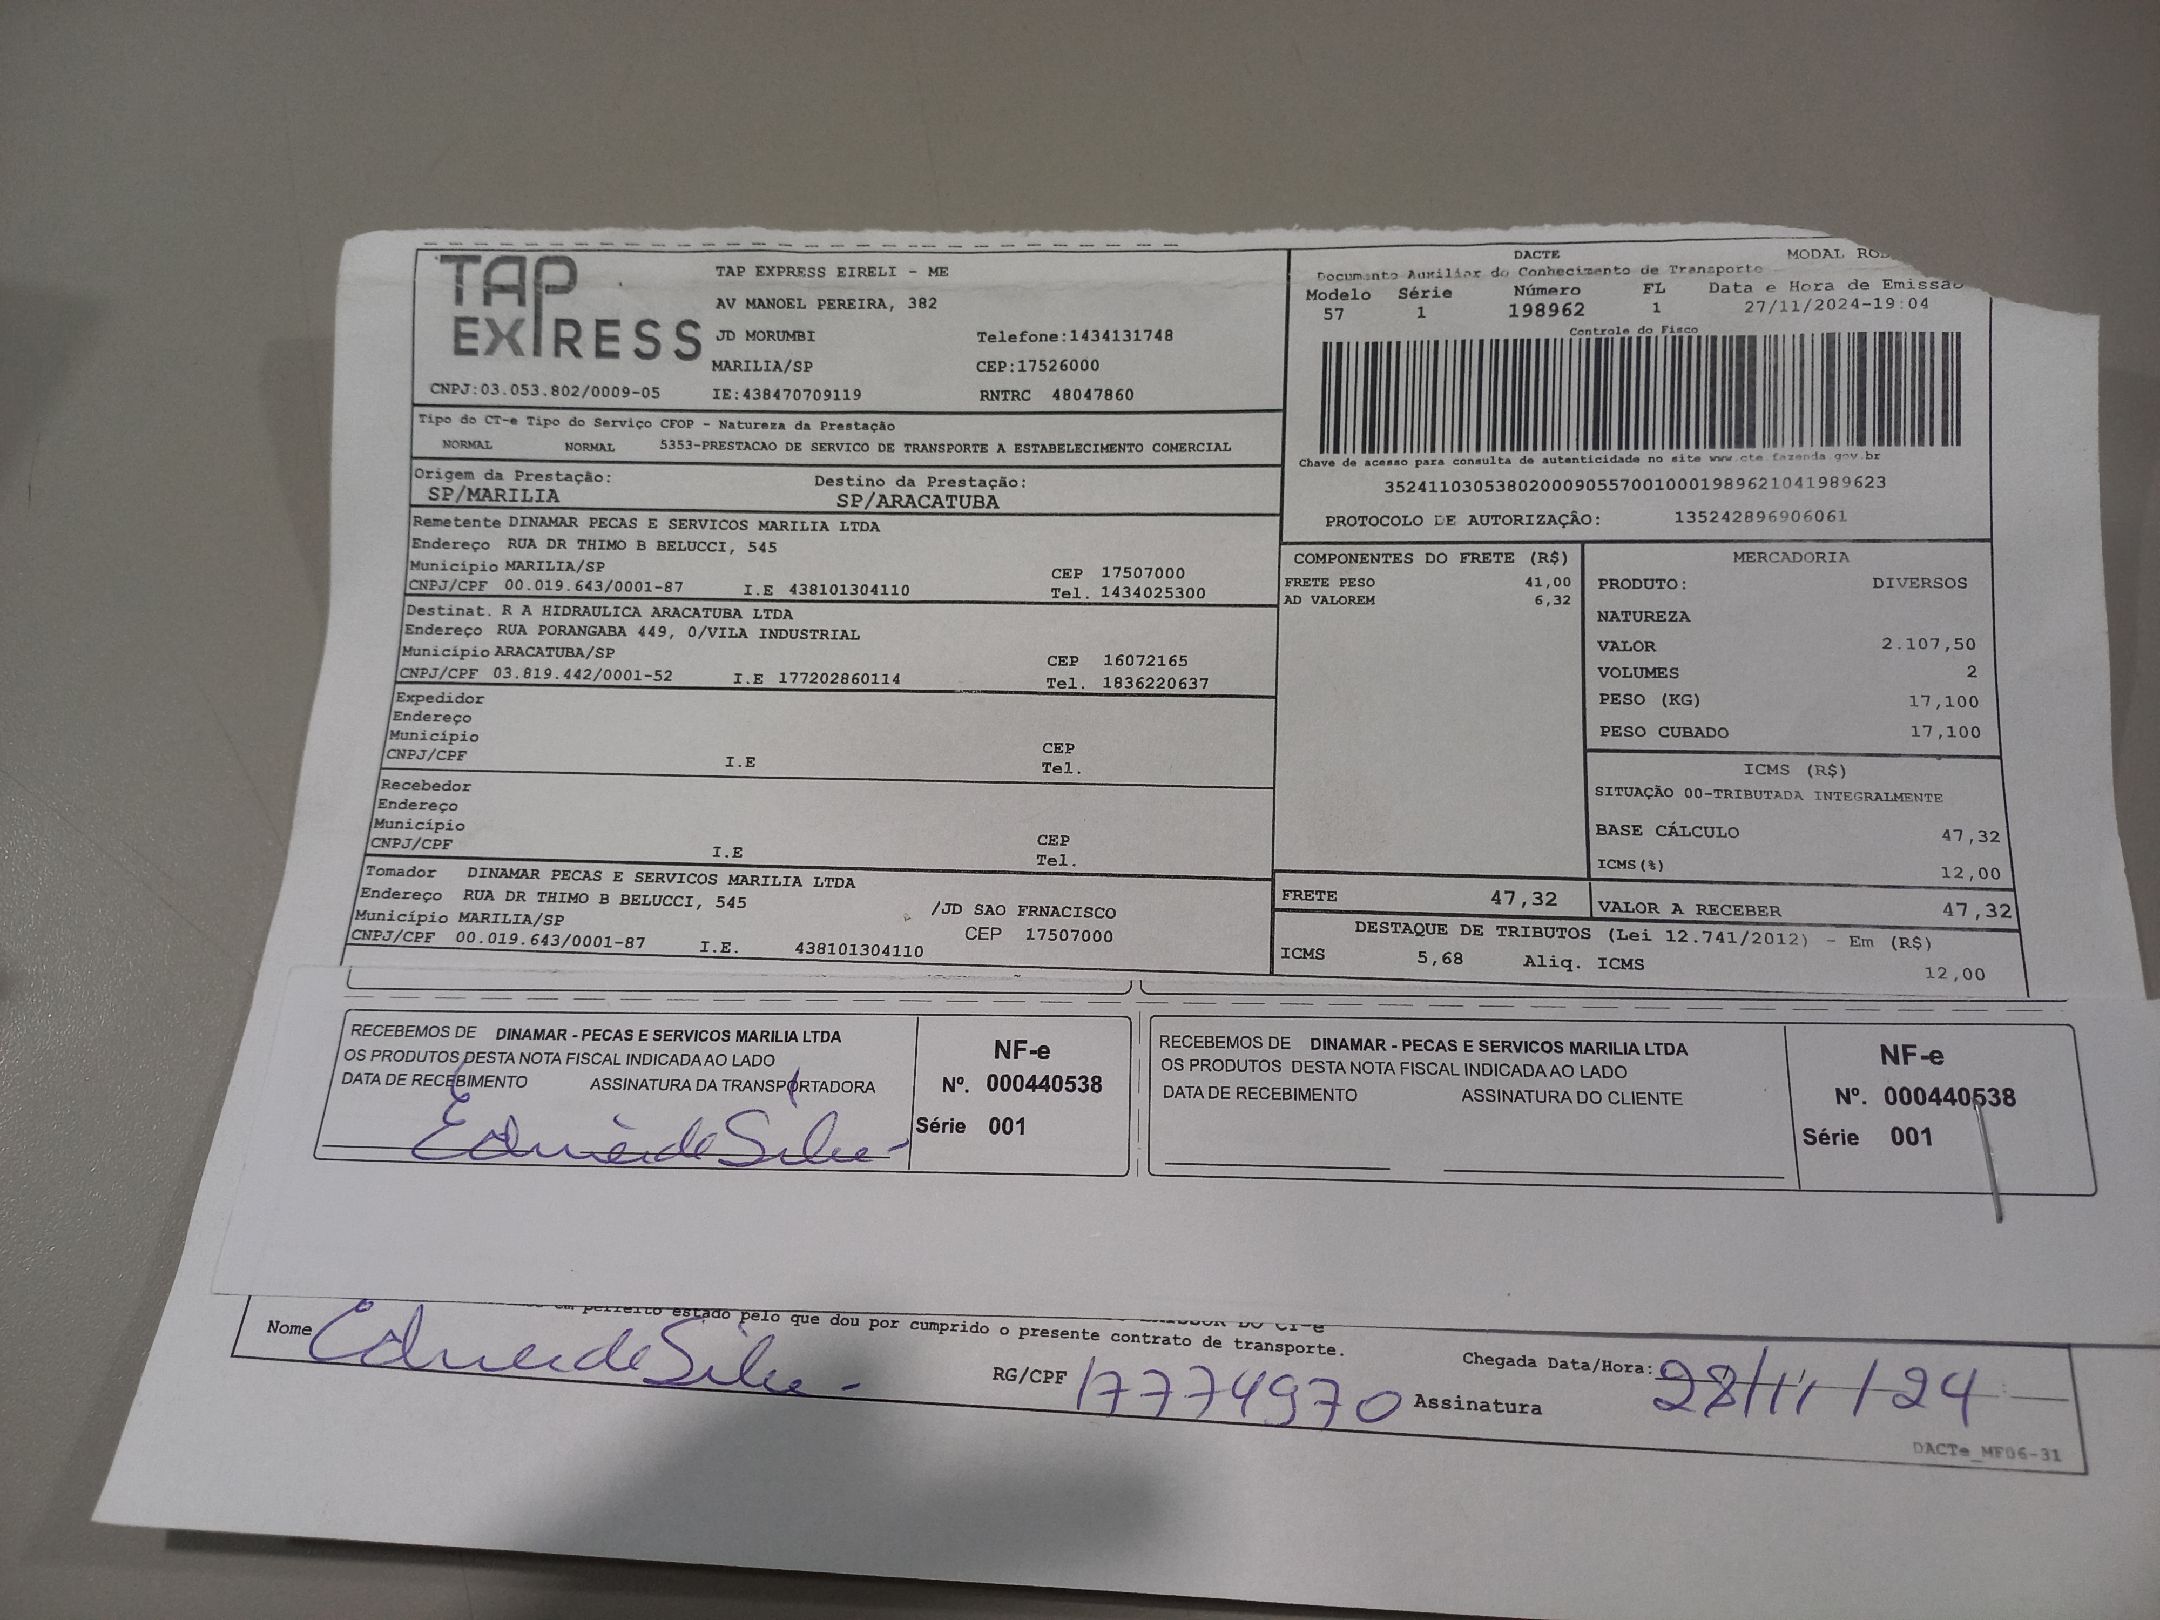 TAP EXPRESS
TAP EXPRESS EIRELI - ME
AV MANOEL PEREIRA, 382
JD MORUMBI Telefone:1434131748
MARILIA/SP CEP:17526000
CNPJ:03.053.802/0009-05 IE:438470709119 RNTRC 48047860
Tipo do CT-e Tipo do Serviço CFOP - Natureza da Prestação
NORMAL NORMAL 5353-PRESTACAO DE SERVICO DE TRANSPORTE A ESTABELECIMENTO COMERCIAL
Origem da Prestação: Destino da Prestação:
SP/MARILIA SP/ARACATUBA
Remetente DINAMAR PECAS E SERVICOS MARILIA LTDA
Endereço RUA DR THIMO B BELUCCI, 545
Município MARILIA/SP CEP 17507000
CNPJ/CPF 00.019.643/0001-87 I.E 438101304110 Tel. 1434025300
Destinat. R A HIDRAULICA ARACATUBA LTDA
Endereço RUA PORANGABA 449, 0/VILA INDUSTRIAL
Município ARACATUBA/SP CEP 16072165
CNPJ/CPF 03.819.442/0001-52 I.E 177202860114 Tel. 1836220637
Expedidor
Endereço
Município CEP
CNPJ/CPF I.E Tel.
Recebedor
Endereço
Município CEP
CNPJ/CPF I.E Tel.
Tomador DINAMAR PECAS E SERVICOS MARILIA LTDA
Endereço RUA DR THIMO B BELUCCI, 545 /JD SAO FRNACISCO
Município MARILIA/SP CEP 17507000
CNPJ/CPF 00.019.643/0001-87 I.E. 438101304110
DACTE MODAL
Documento Auxiliar do Conhecimento de Transporte
Modelo Série Número FL Data e Hora de Emissão
57 1 198962 1 27/11/2024-19:04
Controle do Fisco
Chave de acesso para consulta de autenticidade no site www.cte.fazenda.gov.br
35241103053802000905570010001989621041989623
PROTOCOLO DE AUTORIZAÇÃO: 135242896906061
COMPONENTES DO FRETE (R$)
FRETE PESO 41,00
AD VALOREM 6,32
MERCADORIA
PRODUTO: DIVERSOS
NATUREZA
VALOR 2.107,50
VOLUMES 2
PESO (KG) 17,100
PESO CUBADO 17,100
ICMS (R$)
SITUAÇÃO 00-TRIBUTADA INTEGRALMENTE
BASE CÁLCULO 47,32
ICMS(%) 12,00
FRETE 47,32 VALOR A RECEBER 47,32
DESTAQUE DE TRIBUTOS (Lei 12.741/2012) - Em (R$)
ICMS 5,68 Aliq. ICMS 12,00
RECEBEMOS DE DINAMAR - PECAS E SERVICOS MARILIA LTDA
OS PRODUTOS DESTA NOTA FISCAL INDICADA AO LADO
DATA DE RECEBIMENTO ASSINATURA DA TRANSPORTADORA
NF-e
Nº. 000440538
Série 001
RECEBEMOS DE DINAMAR - PECAS E SERVICOS MARILIA LTDA
OS PRODUTOS DESTA NOTA FISCAL INDICADA AO LADO
DATA DE RECEBIMENTO ASSINATURA DO CLIENTE
NF-e
Nº. 000440538
Série 001
em perfeito estado pelo que dou por cumprido o presente contrato de transporte.
Nome RG/CPF 17774970 Assinatura
Chegada Data/Hora: 28/11/24
DACTe_MF06-31